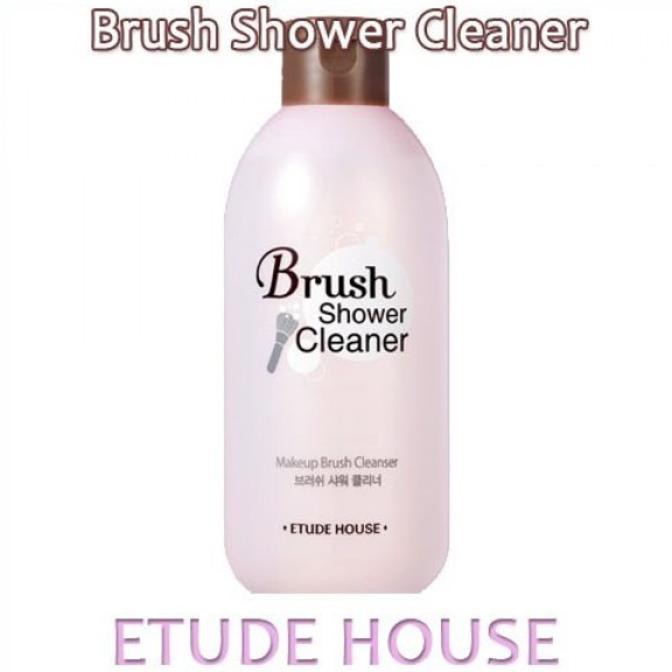 Brush Shower Cleaner
Brush
Shower
Cleaner
Makeup Brush Cleanser
브러쉬 샤워 클리너
• ETUDE HOUSE •
ETUDE HOUSE